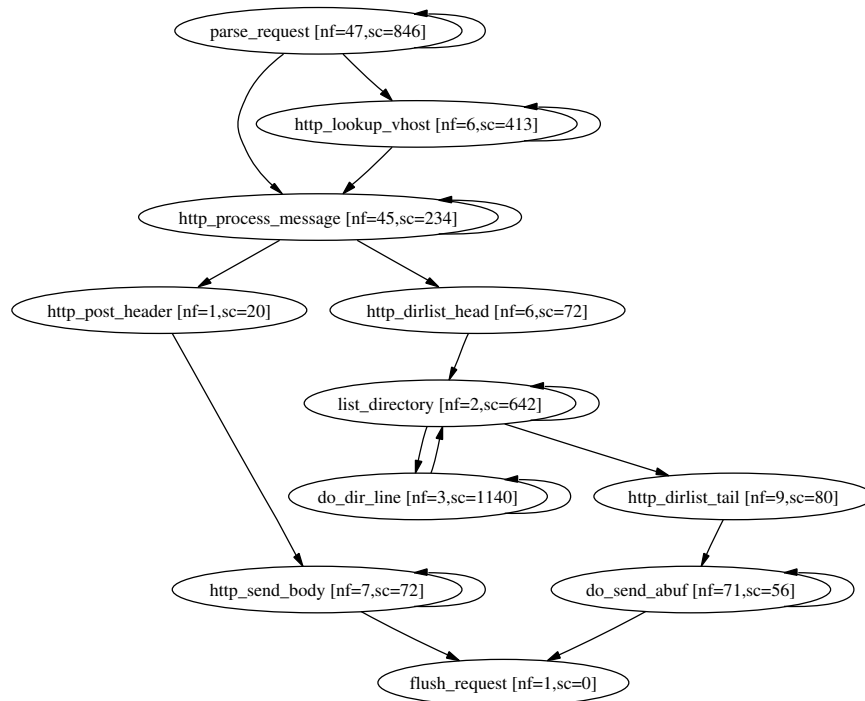 parse_request [nf=47,sc=846]
http_lookup_vhost [nf=6,sc=413]
http_process_message [nf=45,sc=234]
http_post_header [nf=1,sc=20]
http_dirlist_head [nf=6,sc=72]
list_directory [nf=2,sc=642]
do_dir_line [nf=3,sc=1140]
http_dirlist_tail [nf=9,sc=80]
http_send_body [nf=7,sc=72]
do_send_abuf [nf=71,sc=56]
flush_request [nf=1,sc=0]